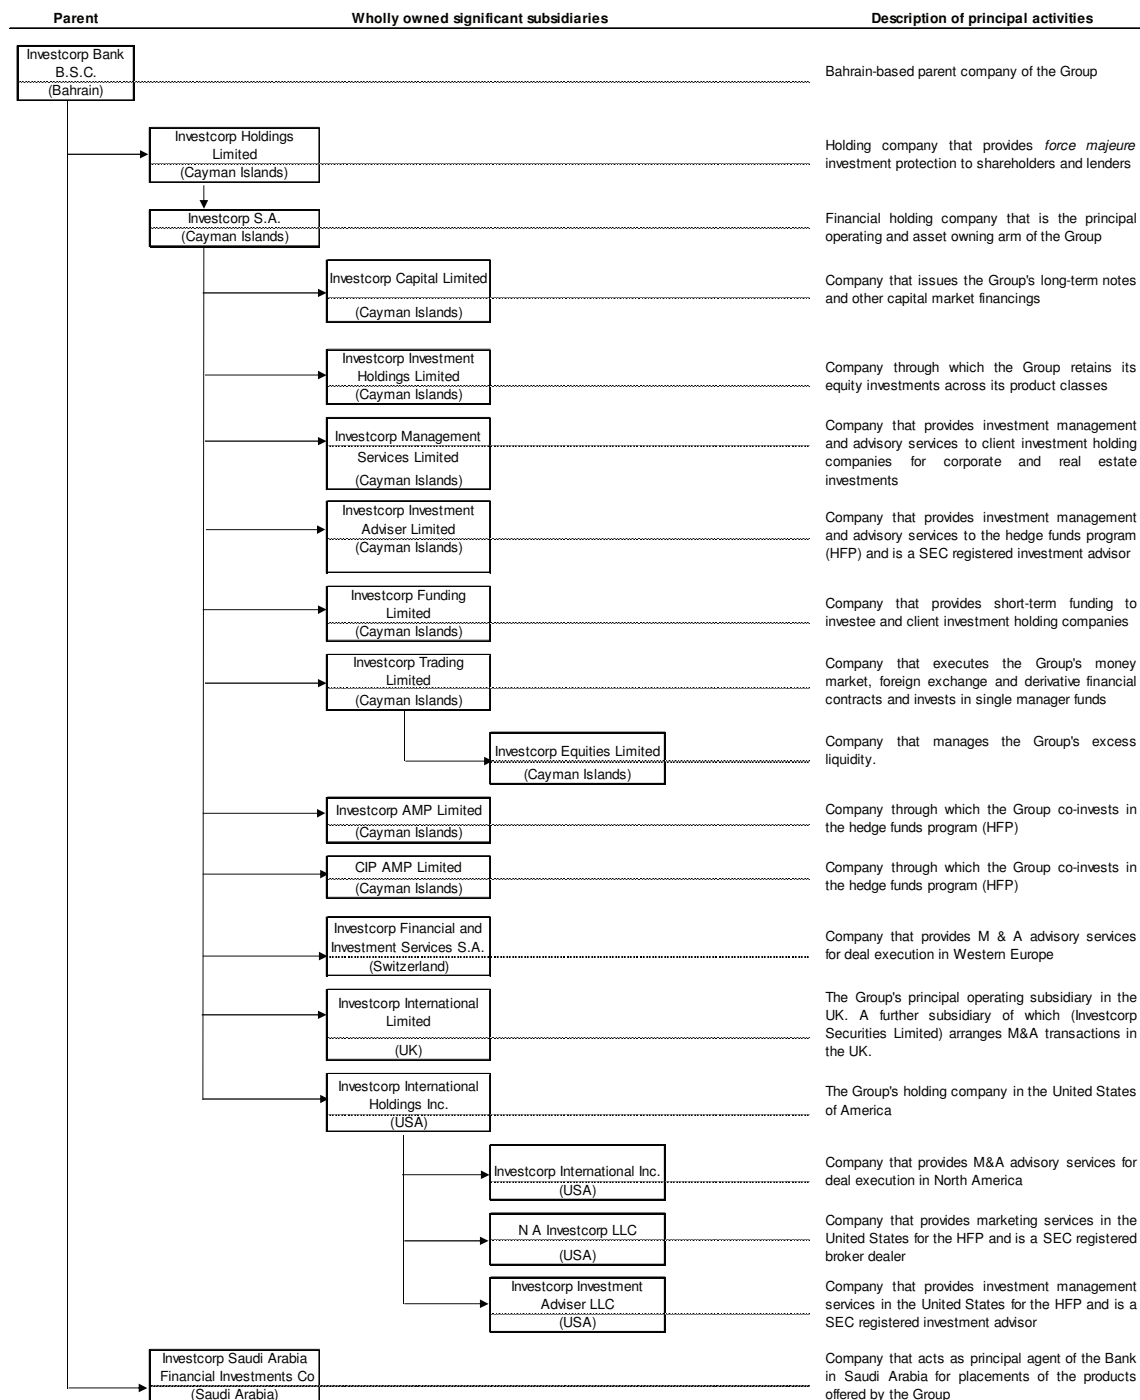 Parent Wholly owned significant subsidiaries Description of principal activities
Investcorp Bank
B.S.C.
(Bahrain)
Bahrain-based parent company of the Group
Investcorp Holdings
Limited
(Cayman Islands)
Holding company that provides force majeure
investment protection to shareholders and lenders
Investcorp S.A.
(Cayman Islands)
Financial holding company that is the principal
operating and asset owning arm of the Group
Investcorp Capital Limited
(Cayman Islands)
Company that issues the Group's long-term notes
and other capital market financings
Investcorp Investment
Holdings Limited
(Cayman Islands)
Company through which the Group retains its
equity investments across its product classes
Investcorp Management
Services Limited
(Cayman Islands)
Company that provides investment management
and advisory services to client investment holding
companies for corporate and real estate
investments
Investcorp Investment
Adviser Limited
(Cayman Islands)
Company that provides investment management
and advisory services to the hedge funds program
(HFP) and is a SEC registered investment advisor
Investcorp Funding
Limited
(Cayman Islands)
Company that provides short-term funding to
investee and client investment holding companies
Investcorp Trading
Limited
(Cayman Islands)
Company that executes the Group's money
market, foreign exchange and derivative financial
contracts and invests in single manager funds
Investcorp Equities Limited
(Cayman Islands)
Company that manages the Group's excess
liquidity.
Investcorp AMP Limited
(Cayman Islands)
Company through which the Group co-invests in
the hedge funds program (HFP)
CIP AMP Limited
(Cayman Islands)
Company through which the Group co-invests in
the hedge funds program (HFP)
Investcorp Financial and
Investment Services S.A.
(Switzerland)
Company that provides M & A advisory services
for deal execution in Western Europe
Investcorp International
Limited
(UK)
The Group's principal operating subsidiary in the
UK. A further subsidiary of which (Investcorp
Securities Limited) arranges M&A transactions in
the UK.
Investcorp International
Holdings Inc.
(USA)
The Group's holding company in the United States
of America
Investcorp International Inc.
(USA)
Company that provides M&A advisory services for
deal execution in North America
N A Investcorp LLC
(USA)
Company that provides marketing services in the
United States for the HFP and is a SEC registered
broker dealer
Investcorp Investment
Adviser LLC
(USA)
Company that provides investment management
services in the United States for the HFP and is a
SEC registered investment advisor
Investcorp Saudi Arabia
Financial Investments Co
(Saudi Arabia)
Company that acts as principal agent of the Bank
in Saudi Arabia for placements of the products
offered by the Group